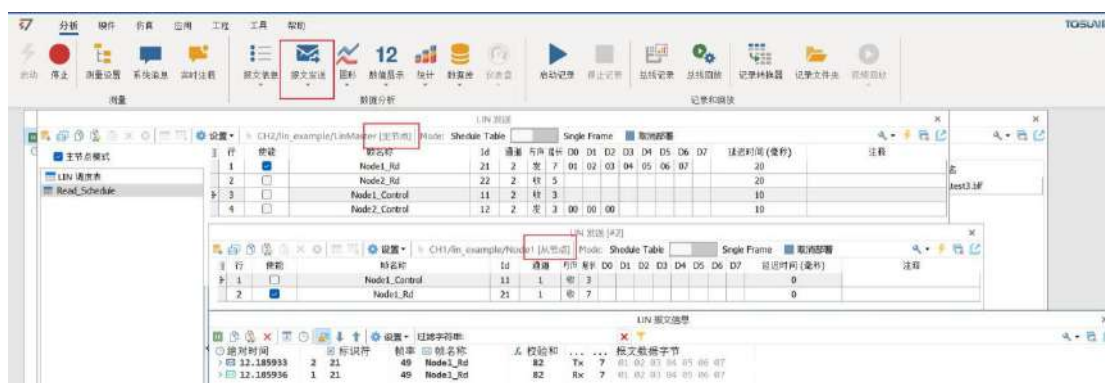 分析 硬件 仿真 应用 工程 工具 帮助
TOSUN
启动 停止 测量设置 系统消息 实时注释 报文信息 报文发送 图形 数值显示 统计 数据库 仪表盘 启动记录 停止记录 总线记录 总线回放 记录转换器 记录文件夹 视频回放
测量 数据分析 记录和回放
LIN 发送
设置 CH2/lin_example/LinMaster [主节点] Mode: Shedule Table Single Frame 取消部署
主节点模式
行 使能 帧名称 Id 通道 方向 长 D0 D1 D2 D3 D4 D5 D6 D7 延迟时间 (毫秒) 注释
1 Node1_Rd 21 2 发 7 01 02 03 04 05 06 07 20
LIN 调度表
2 Node2_Rd 22 2 收 5 20
test3.blf
Read_Schedule
3 Node1_Control 11 2 收 3 10
4 Node2_Control 12 2 发 3 00 00 00 10
LIN 发送 [#2]
设置 CH1/lin_example/Node1 [从节点] Mode: Shedule Table Single Frame 取消部署
行 使能 帧名称 Id 通道 长 D0 D1 D2 D3 D4 D5 D6 D7 延迟时间 (毫秒) 注释
1 Node1_Control 11 1 收 3 0
2 Node1_Rd 21 1 收 7 0
LIN 报文信息
设置 过滤字符串:
绝对时间 标识符 帧率 帧名称 校验和 ... ... 报文数据字节
12.185933 2 21 49 Node1_Rd 82 Tx 7 01 02 03 04 05 06 07
12.185936 1 21 49 Node1_Rd 82 Rx 7 01 02 03 04 05 06 07